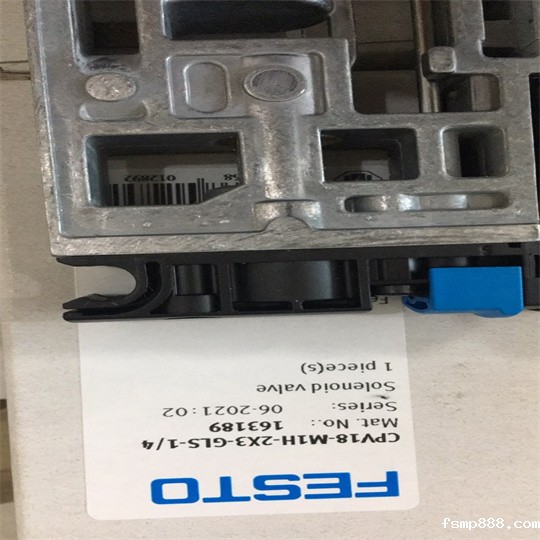 FESTO
CPV18-M1H-2X3-GLS-1/4
Mat. No.: 163189
Series: 06-2021:02
Solenoid valve
1 piece(s)
012892
fsmp888.com